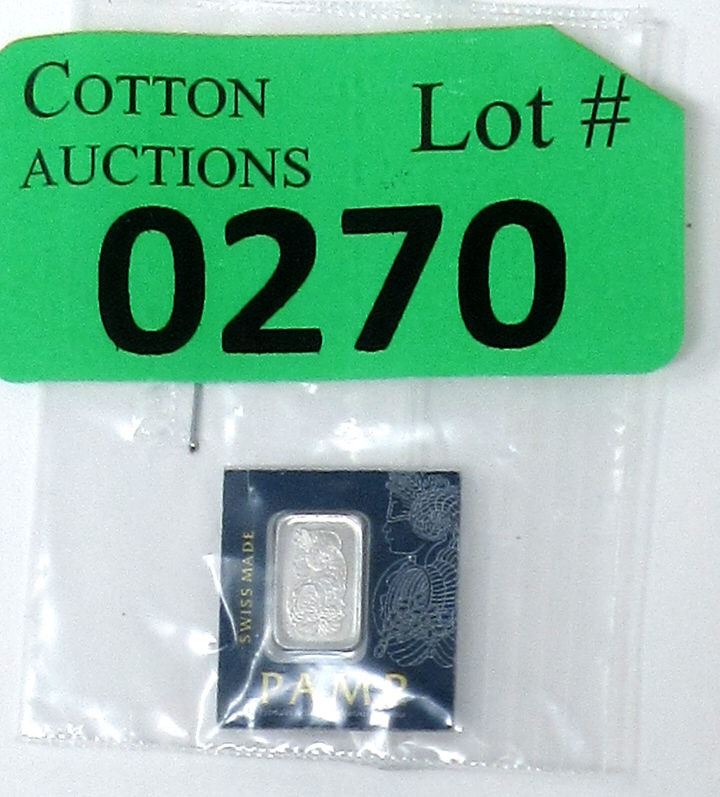 COTTON
AUCTIONS
Lot #
0270
SWISS MADE
PAMP